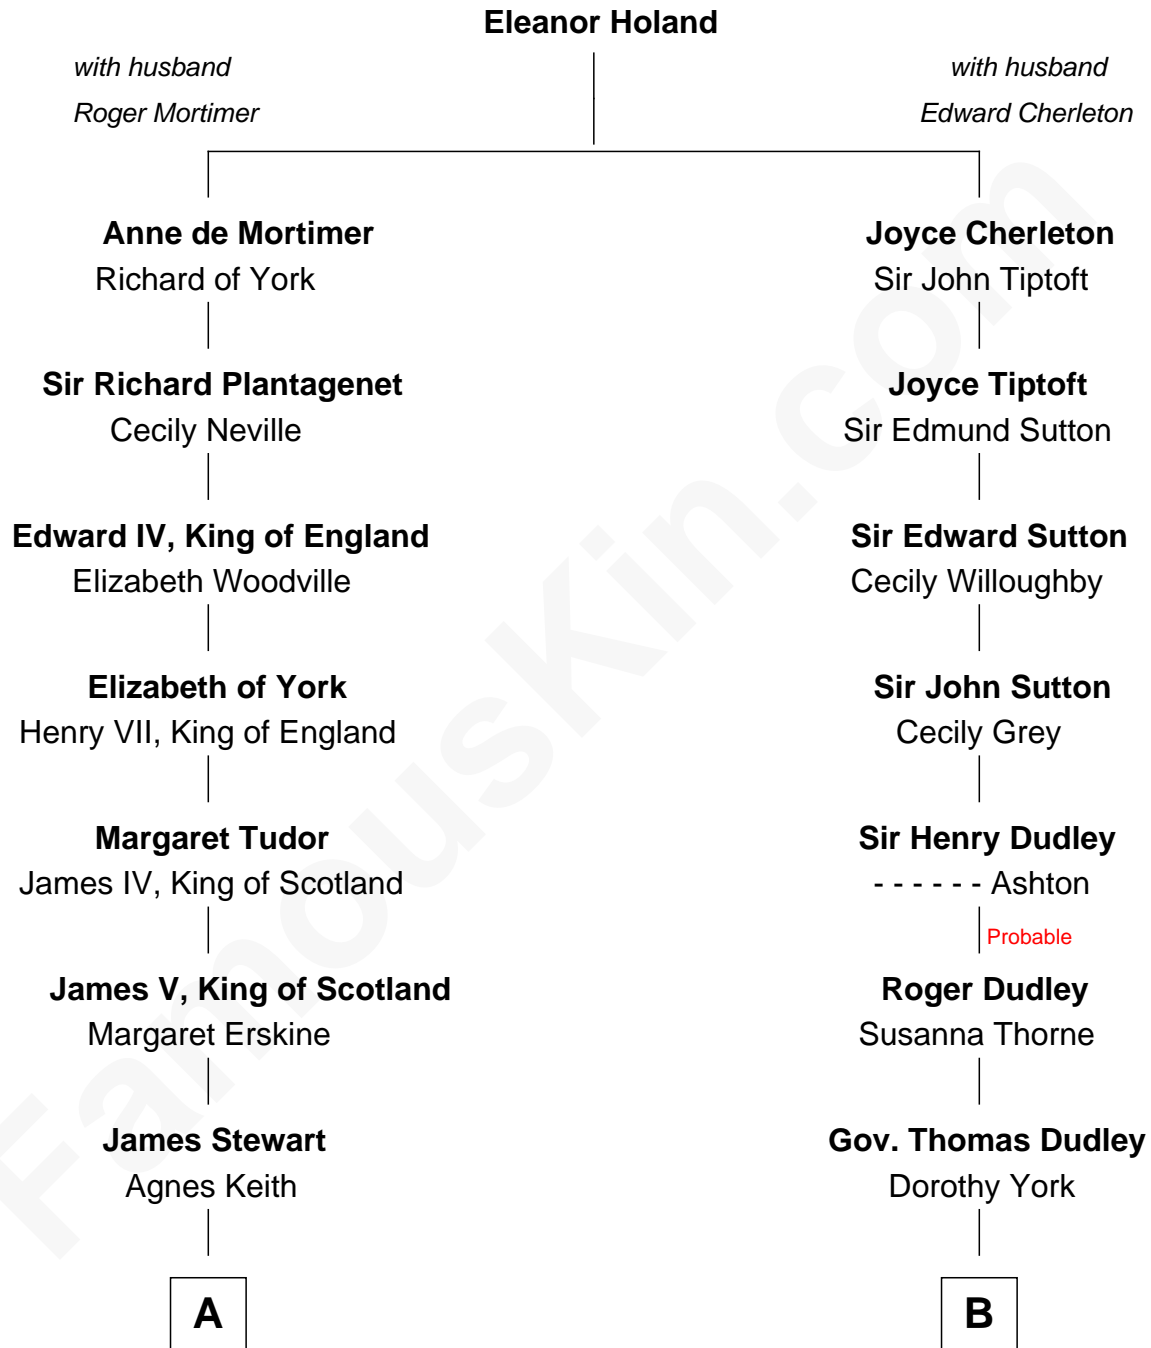 Eleanor Holand
with husband
Roger Mortimer
with husband
Edward Cherleton
Anne de Mortimer
Richard of York
Joyce Cherleton
Sir John Tiptoft
Sir Richard Plantagenet
Cecily Neville
Joyce Tiptoft
Sir Edmund Sutton
Edward IV, King of England
Elizabeth Woodville
Sir Edward Sutton
Cecily Willoughby
Elizabeth of York
Henry VII, King of England
Sir John Sutton
Cecily Grey
Margaret Tudor
James IV, King of Scotland
Sir Henry Dudley
- - - - - - Ashton
Probable
James V, King of Scotland
Margaret Erskine
Roger Dudley
Susanna Thorne
James Stewart
Agnes Keith
Gov. Thomas Dudley
Dorothy York
A
B
FamousKin.com